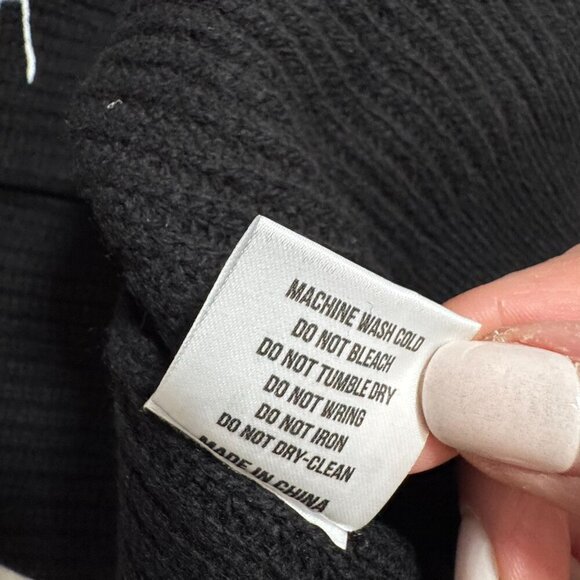 MACHINE WASH COLD
DO NOT BLEACH
DO NOT TUMBLE DRY
DO NOT WRING
DO NOT IRON
DO NOT DRY-CLEAN
MADE IN CHINA